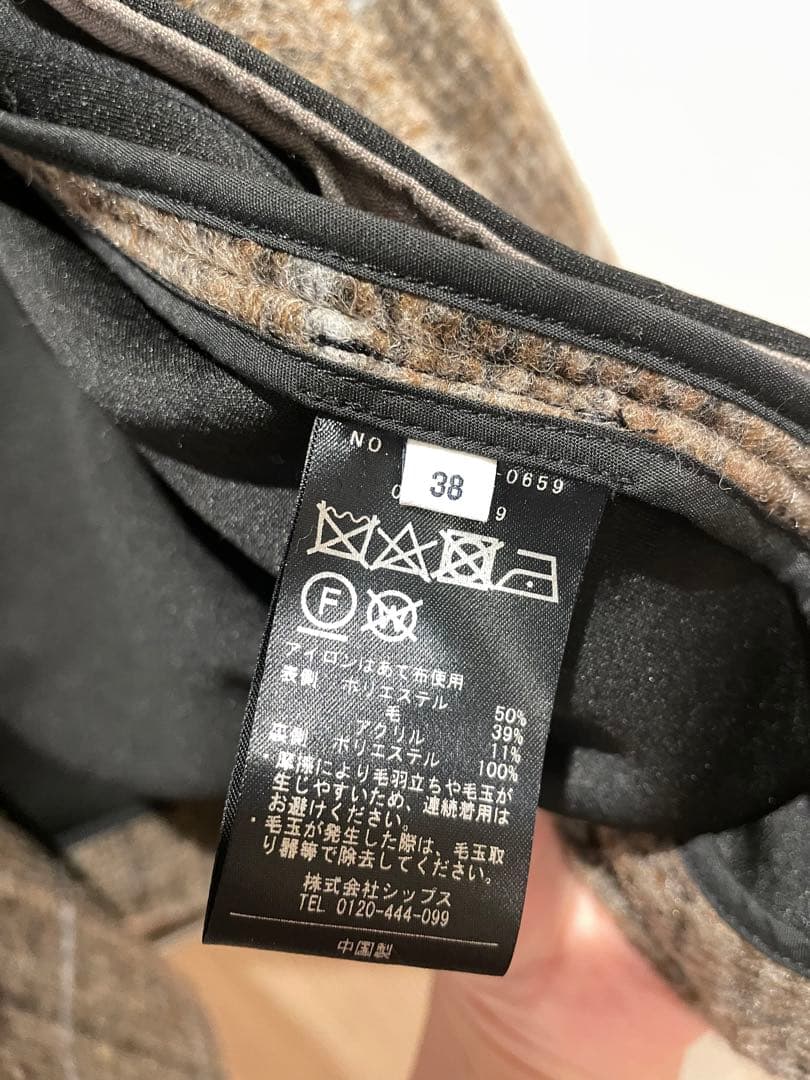 NO.
38
-0659
0
9
F
W
アイロンはあて布使用
表側 ポリエステル 50%
毛 39%
アクリル 11%
裏側 ポリエステル 100%
摩擦により毛羽立ちや毛玉が
生じやすいため、連続着用は
お避けください。
・毛玉が発生した際は、毛玉取
り器等で除去してください。
株式会社シップス
TEL 0120-444-099
中国製